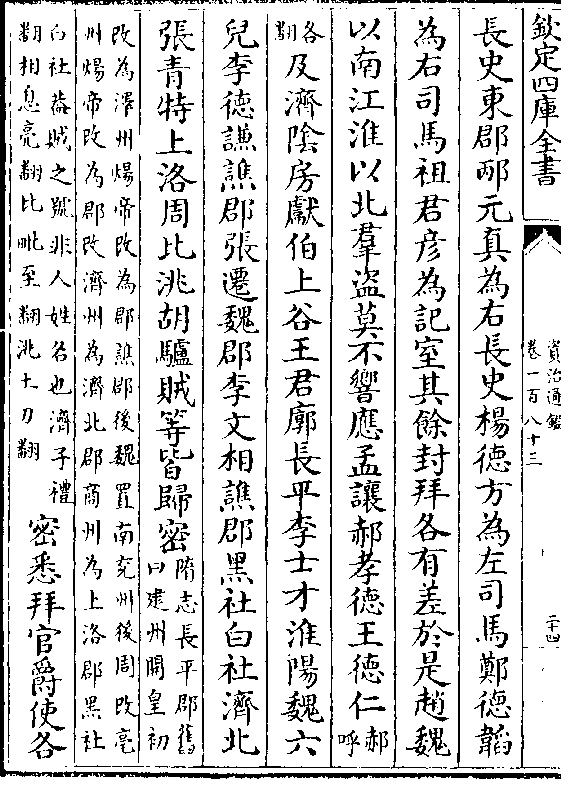 欽定四庫全書
資治通鑑
卷一百八十三
二十四
長史東郡邴元真為右長史楊德方為左司馬鄭德韜
為右司馬祖君彦為記室其餘封拜各有差於是趙魏
以南江淮以北羣盜莫不響應孟讓郝孝德王德仁郝
呼
各
翻及濟陰房獻伯上谷王君廓長平李士才淮陽魏六
兒李德謙譙郡張遷魏郡李文相譙郡黑社白社濟北
張青特上洛周比洮胡驢賊等皆歸密隋志長平郡舊
曰建州開皇初
改為澤州煬帝改為郡譙郡後魏置南兖州後周改亳
州煬帝改為郡改濟州為濟北郡商州為上洛郡黑社
白社葢賊之號非人姓名也濟子禮
翻相息亮翻比毗至翻洮土刀翻密悉拜官爵使各